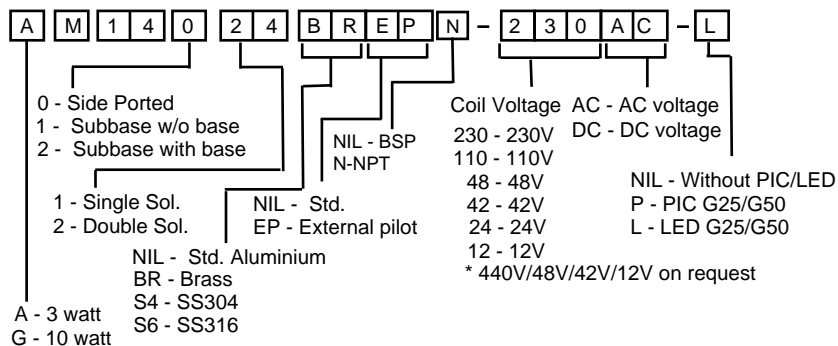 A M 1 4 0 2 4 B R E P N – 2 3 0 A C – L
0 - Side Ported
1 - Subbase w/o base
2 - Subbase with base
1 - Single Sol.
2 - Double Sol.
NIL - Std. Aluminium
BR - Brass
S4 - SS304
S6 - SS316
A - 3 watt
G - 10 watt
NIL - Std.
EP - External pilot
NIL - BSP
N-NPT
Coil Voltage
230 - 230V
110 - 110V
48 - 48V
42 - 42V
24 - 24V
12 - 12V
* 440V/48V/42V/12V on request
AC - AC voltage
DC - DC voltage
NIL - Without PIC/LED
P - PIC G25/G50
L - LED G25/G50